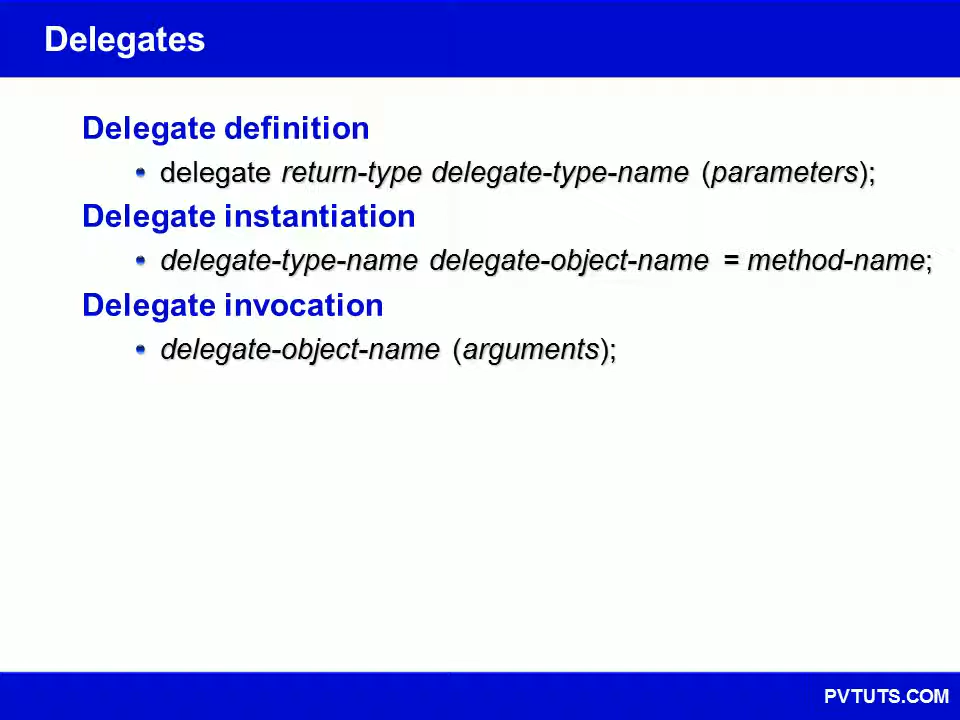 Delegates
Delegate definition
• delegate return-type delegate-type-name (parameters);
Delegate instantiation
• delegate-type-name delegate-object-name = method-name;
Delegate invocation
• delegate-object-name (arguments);
PVTUTS.COM